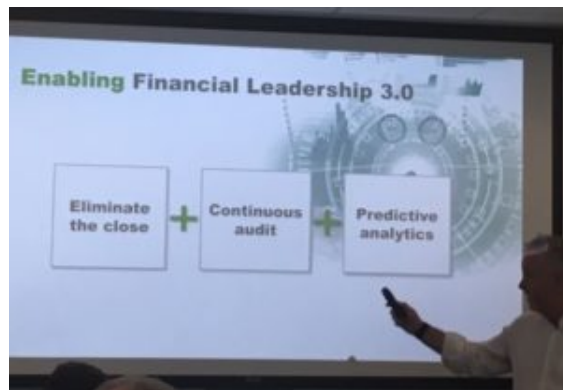 Enabling Financial Leadership 3.0
Eliminate
the close
+
Continuous
audit
+
Predictive
analytics